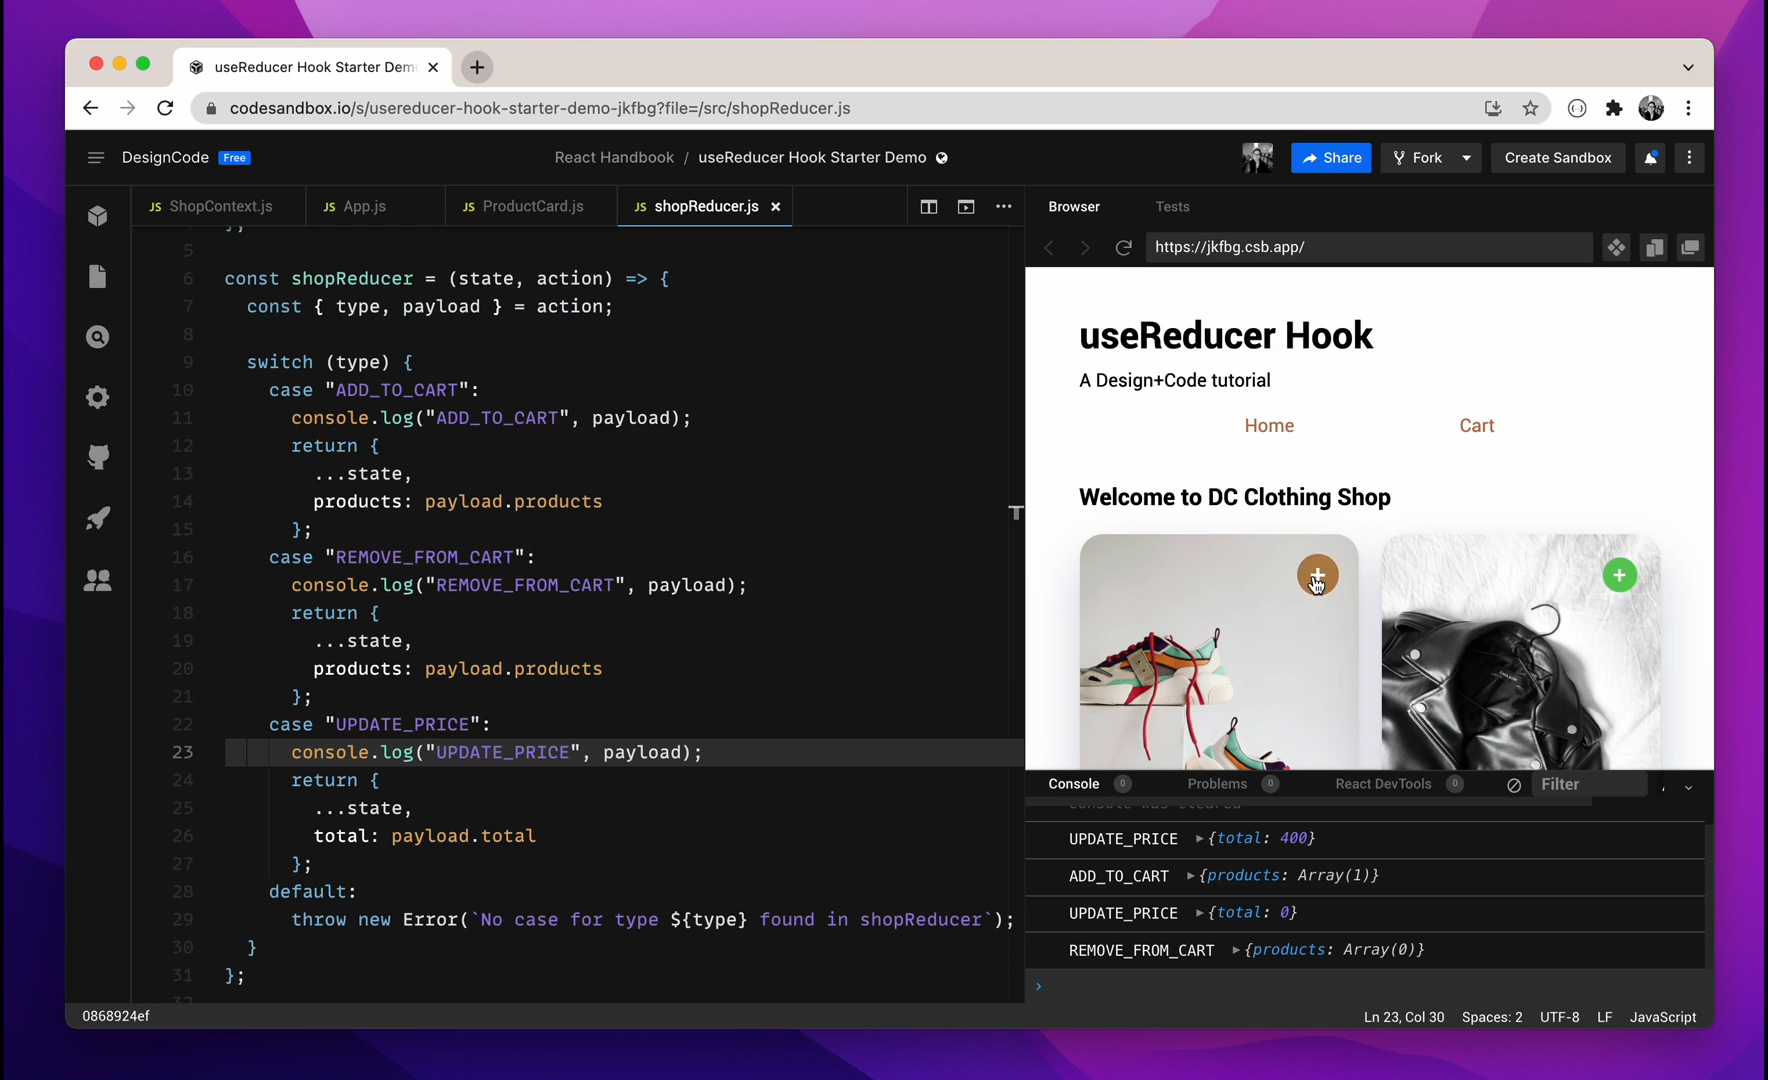 useReducer Hook Starter Dem
codesandbox.io/s/usereducer-hook-starter-demo-jkfbg?file=/src/shopReducer.js
DesignCode Free
React Handbook / useReducer Hook Starter Demo
Share
Fork
Create Sandbox
JS ShopContext.js
JS App.js
JS ProductCard.js
JS shopReducer.js
Browser
Tests
https://jkfbg.csb.app/
};
5
6 const shopReducer = (state, action) => {
7 const { type, payload } = action;
8
9 switch (type) {
10 case "ADD_TO_CART":
11 console.log("ADD_TO_CART", payload);
12 return {
13 ...state,
14 products: payload.products
15 };
16 case "REMOVE_FROM_CART":
17 console.log("REMOVE_FROM_CART", payload);
18 return {
19 ...state,
20 products: payload.products
21 };
22 case "UPDATE_PRICE":
23 console.log("UPDATE_PRICE", payload);
24 return {
25 ...state,
26 total: payload.total
27 };
28 default:
29 throw new Error(`No case for type ${type} found in shopReducer`);
30 }
31 };
32
useReducer Hook
A Design+Code tutorial
Home
Cart
Welcome to DC Clothing Shop
+
+
Console 0
Problems 0
React DevTools 0
Filter
Console was cleared
UPDATE_PRICE ▶{total: 400}
ADD_TO_CART ▶{products: Array(1)}
UPDATE_PRICE ▶{total: 0}
REMOVE_FROM_CART ▶{products: Array(0)}
›
0868924ef
Ln 23, Col 30
Spaces: 2
UTF-8
LF
JavaScript